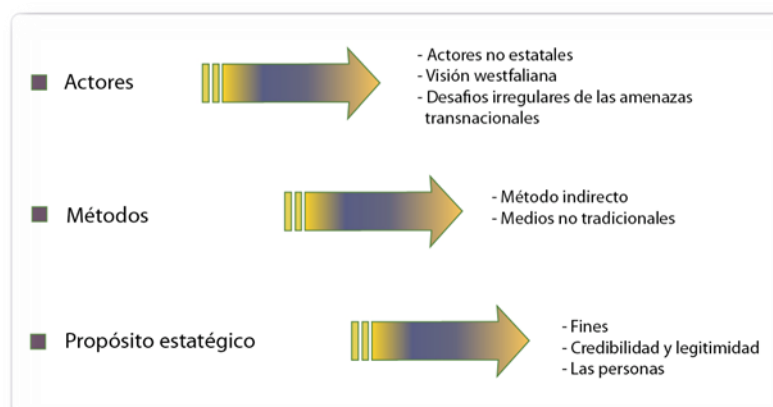 Actores
- Actores no estatales
- Visión westfaliana
- Desafios irregulares de las amenazas
transnacionales
Métodos
- Método indirecto
- Medios no tradicionales
Propósito estatégico
- Fines
- Credibilidad y legitimidad
- Las personas